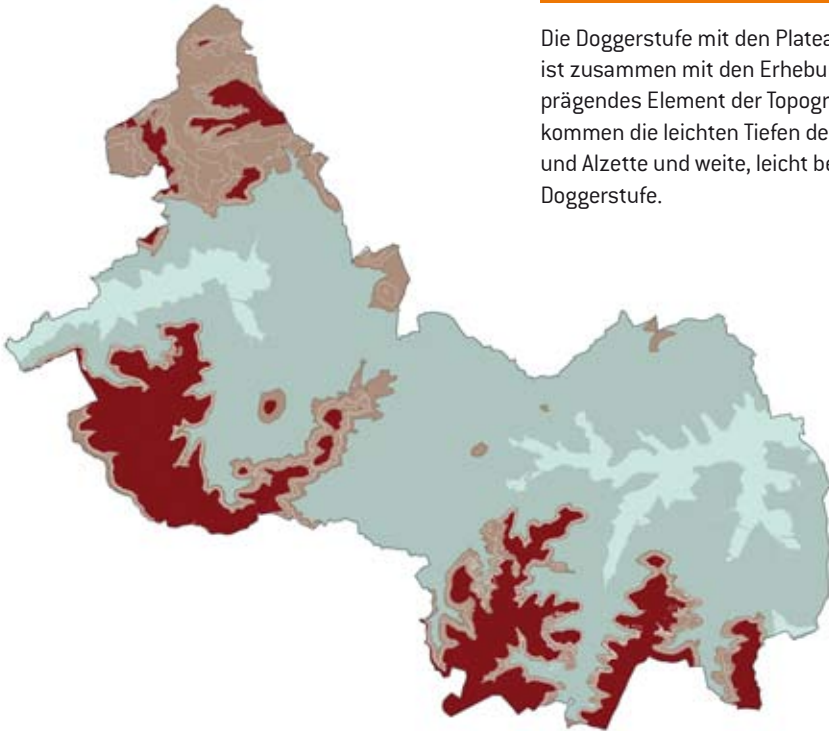 Die Doggerstufe mit den
ist zusammen mit den
prägendes Element der
kommen die leichten Tiefen
und Alzette und weite, leicht
Doggerstufe.